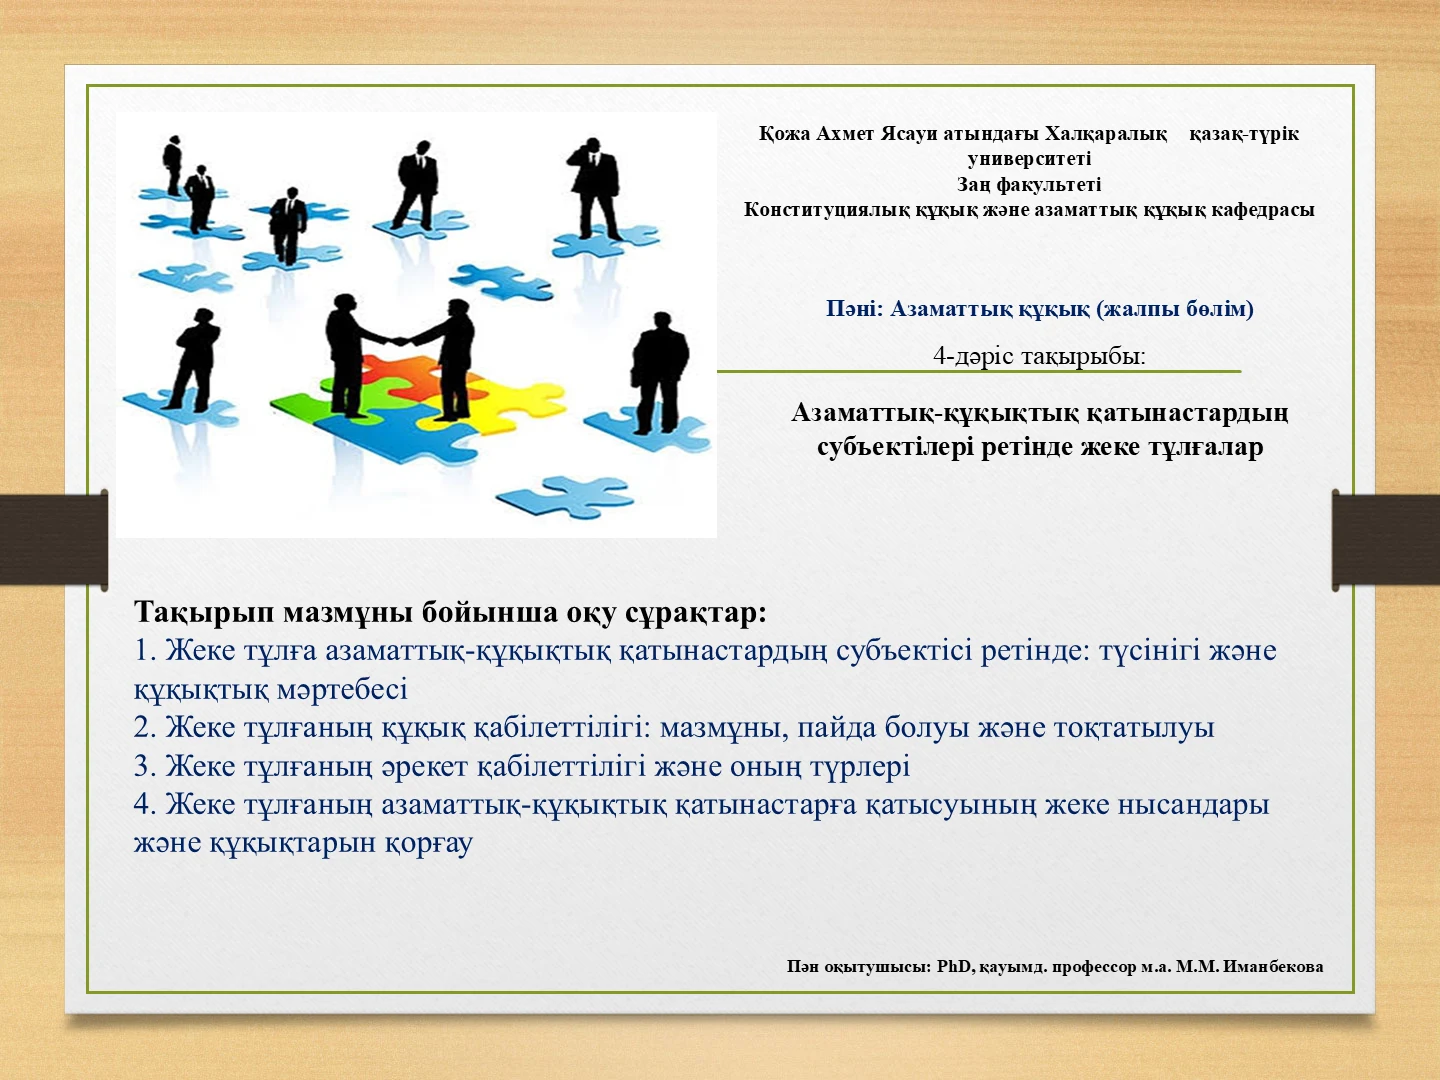 Қожа Ахмет Ясауи атындағы Халқаралық қазақ-түрік
университеті
Заң факультеті
Конституциялық құқық және азаматтық құқық кафедрасы
Пәні: Азаматтық құқық (жалпы бөлім)
4-дәріс тақырыбы:
Азаматтық-құқықтық қатынастардың
субъектілері ретінде жеке тұлғалар
Тақырып мазмұны бойынша оқу сұрақтар:
1. Жеке тұлға азаматтық-құқықтық қатынастардың субъектісі ретінде: түсінігі және
құқықтық мәртебесі
2. Жеке тұлғаның құқық қабілеттілігі: мазмұны, пайда болуы және тоқтатылуы
3. Жеке тұлғаның әрекет қабілеттілігі және оның түрлері
4. Жеке тұлғаның азаматтық-құқықтық қатынастарға қатысуының жеке нысандары
және құқықтарын қорғау
Пән оқытушысы: PhD, қауымд. профессор м.а. М.М. Иманбекова